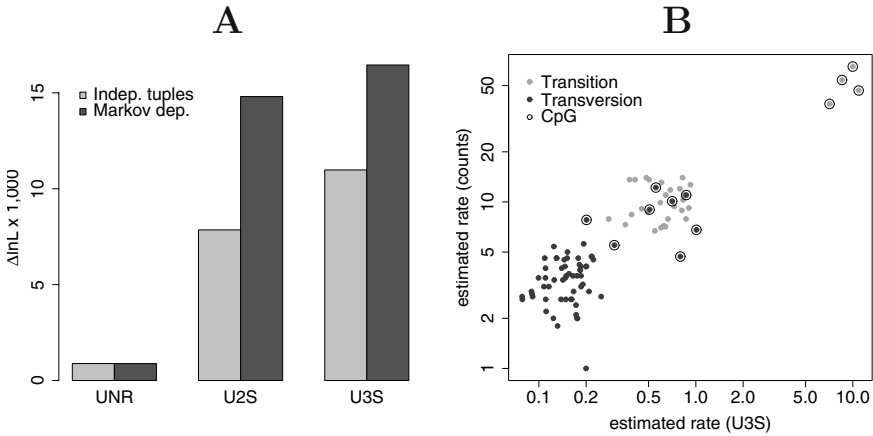 A
Indep. tuples
Markov dep.
ΔlnL x 1,000
0
5
10
15
UNR
U2S
U3S
B
Transition
Transversion
CpG
estimated rate (counts)
1
2
5
10
20
50
0.1
0.2
0.5
1.0
2.0
5.0
10.0
estimated rate (U3S)